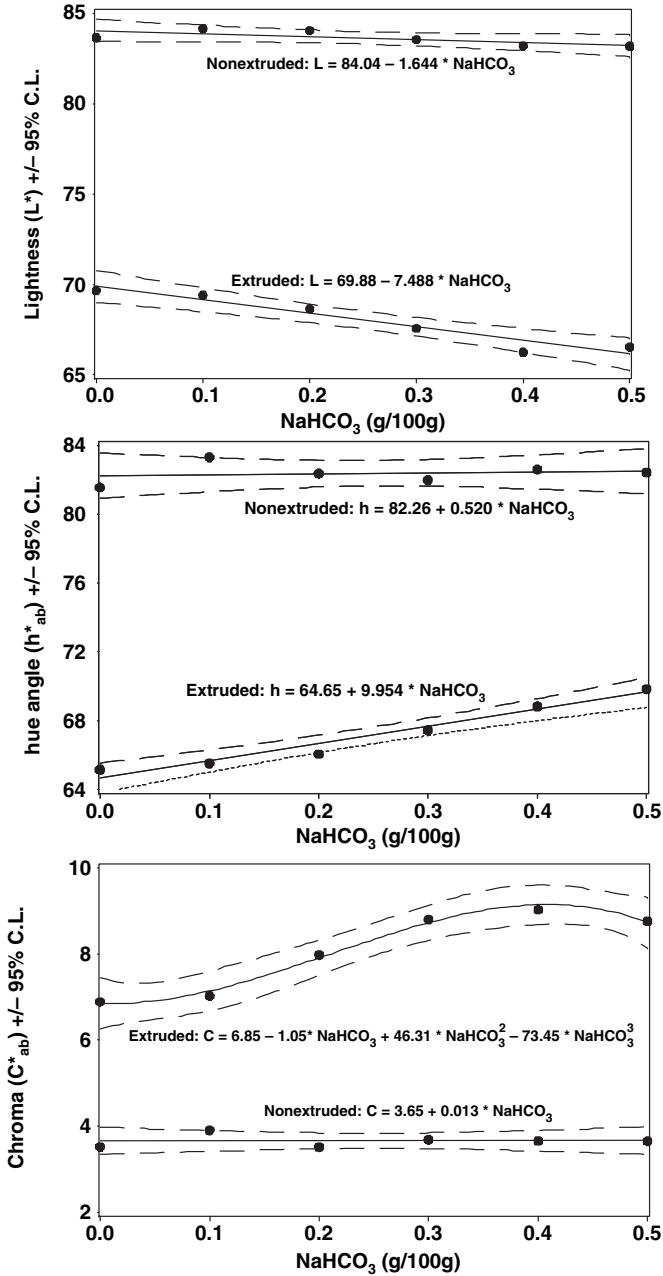 85
80
75
70
65
Lightness (L*) +/– 95% C.L.
Nonextruded: L = 84.04 – 1.644 * NaHCO3
Extruded: L = 69.88 – 7.488 * NaHCO3
0.0 0.1 0.2 0.3 0.4 0.5
NaHCO3 (g/100g)
84
80
76
72
68
64
hue angle (h*ab) +/– 95% C.L.
Nonextruded: h = 82.26 + 0.520 * NaHCO3
Extruded: h = 64.65 + 9.954 * NaHCO3
0.0 0.1 0.2 0.3 0.4 0.5
NaHCO3 (g/100g)
10
8
6
4
2
Chroma (C*ab) +/– 95% C.L.
Extruded: C = 6.85 – 1.05* NaHCO3 + 46.31 * NaHCO3^2 – 73.45 * NaHCO3^3
Nonextruded: C = 3.65 + 0.013 * NaHCO3
0.0 0.1 0.2 0.3 0.4 0.5
NaHCO3 (g/100g)